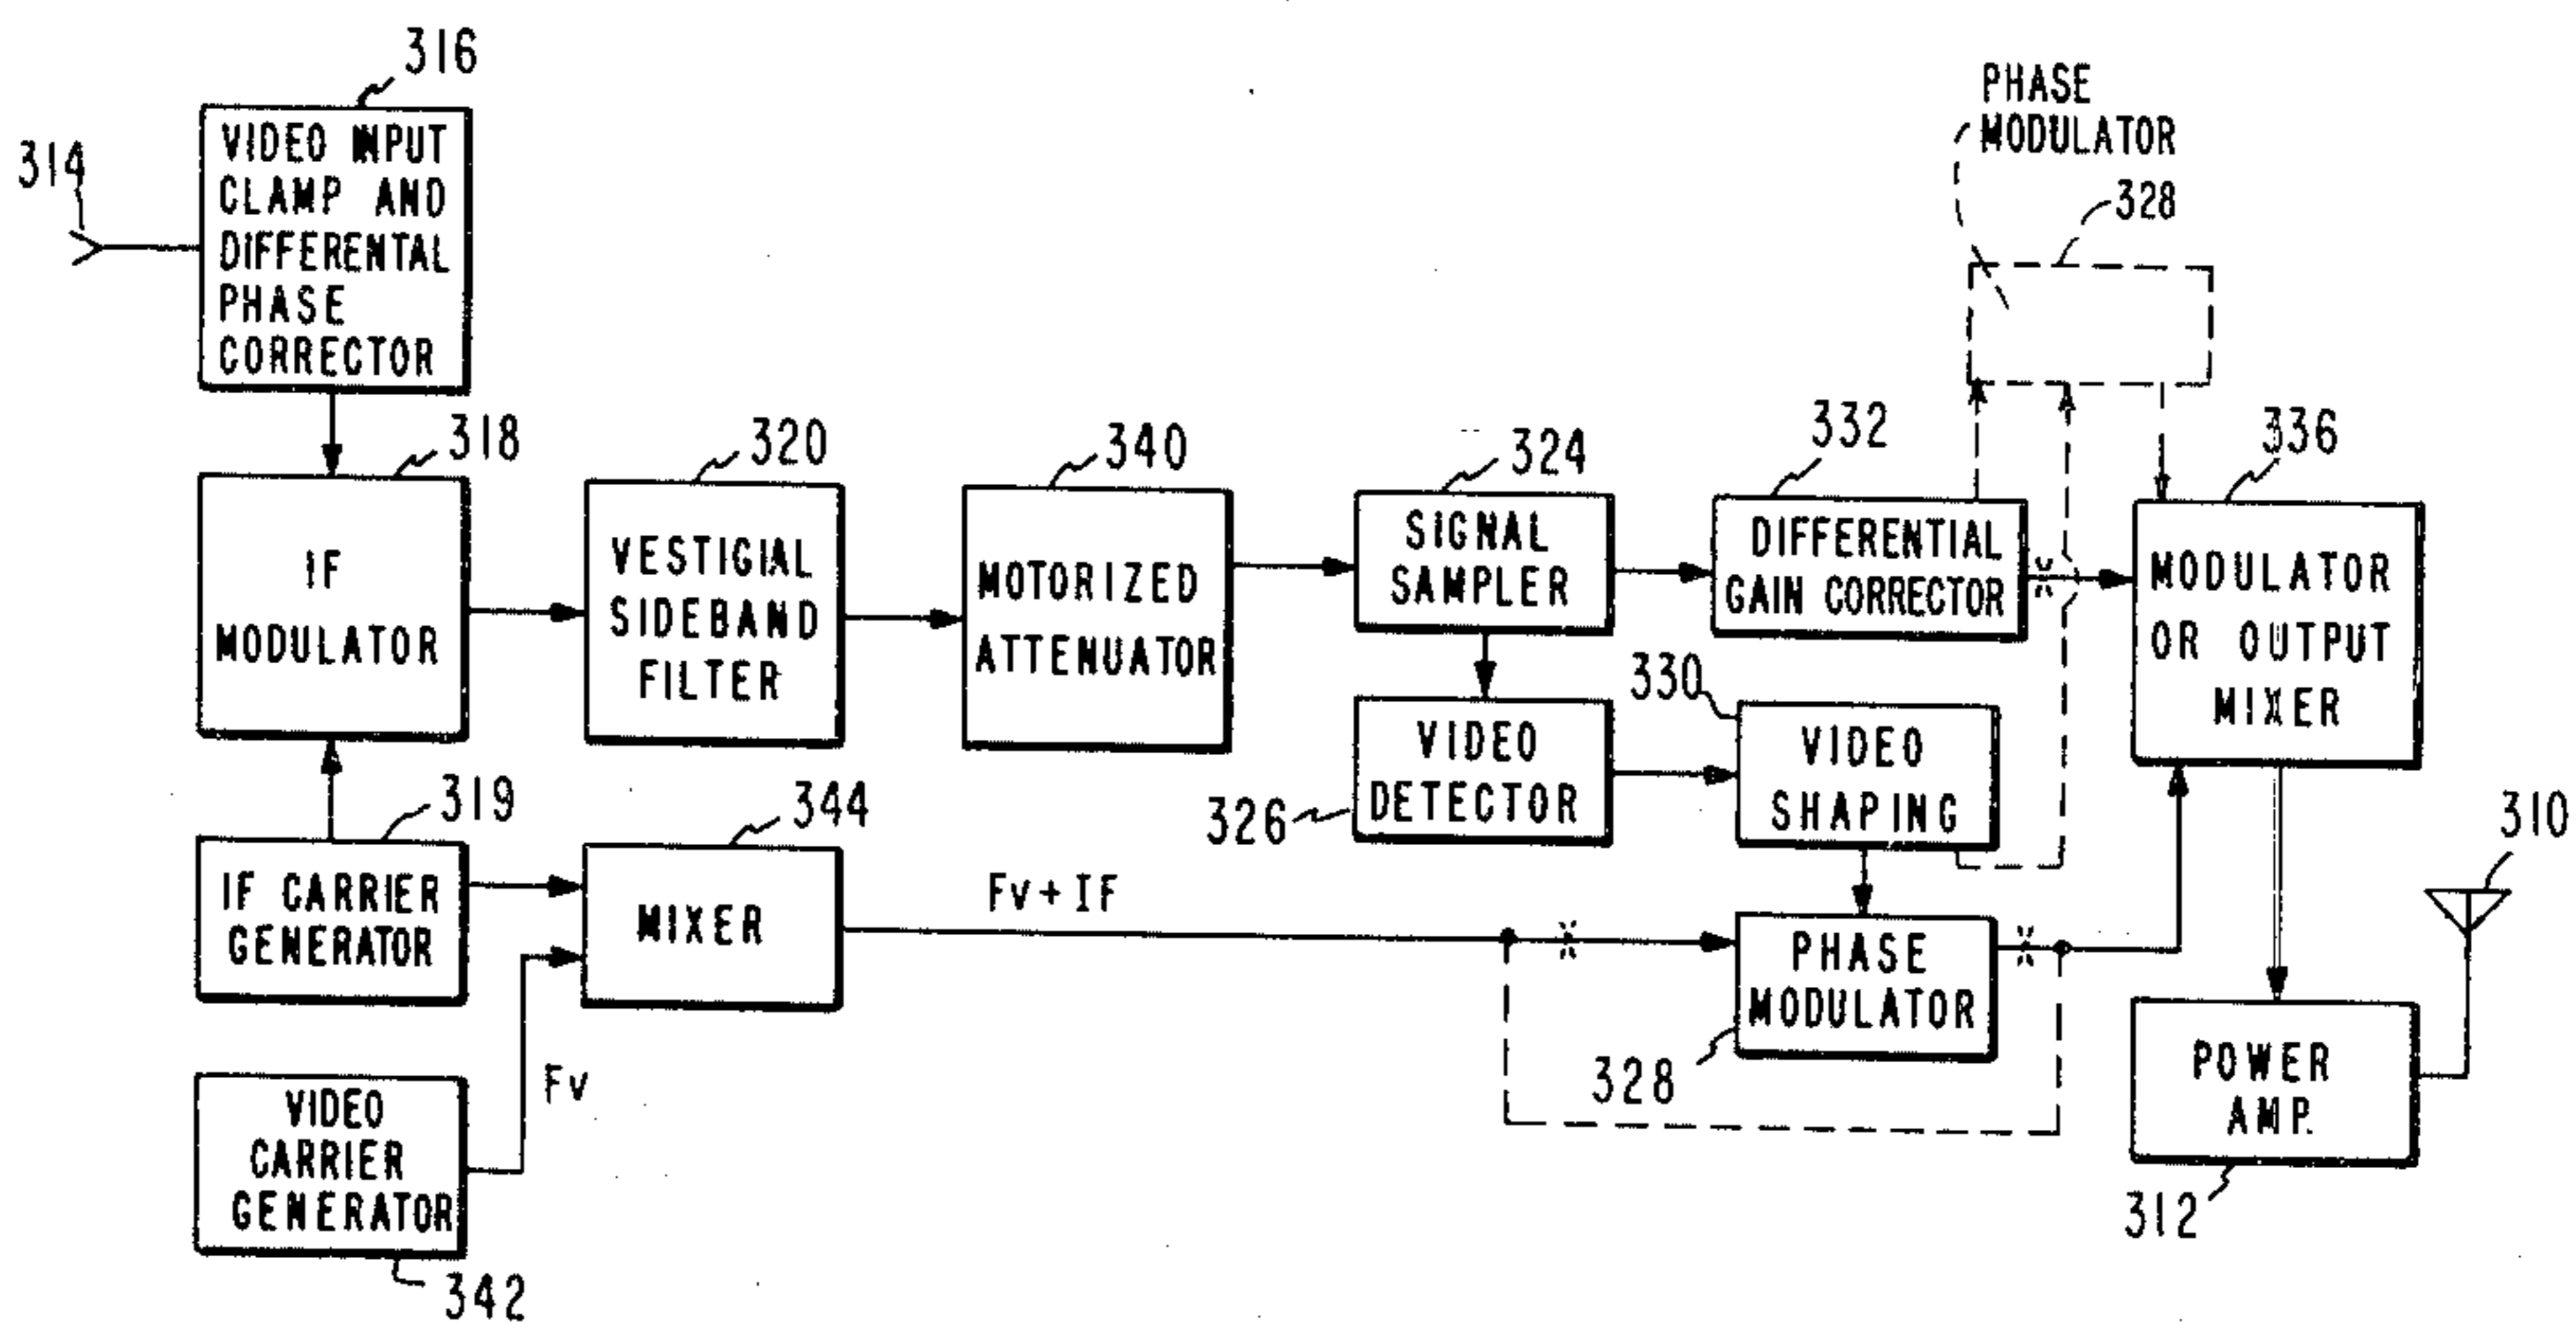 316
VIDEO INPUT
CLAMP AND
DIFFERENTAL
PHASE
CORRECTOR
314
318
IF
MODULATOR
320
VESTIGIAL
SIDEBAND
FILTER
340
MOTORIZED
ATTENUATOR
324
SIGNAL
SAMPLER
332
DIFFERENTIAL
GAIN CORRECTOR
PHASE
MODULATOR
328
336
MODULATOR
OR OUTPUT
MIXER
319
IF CARRIER
GENERATOR
344
MIXER
Fv + IF
326
VIDEO
DETECTOR
330
VIDEO
SHAPING
PHASE
MODULATOR
328
310
POWER
AMP.
312
Fv
VIDEO
CARRIER
GENERATOR
342